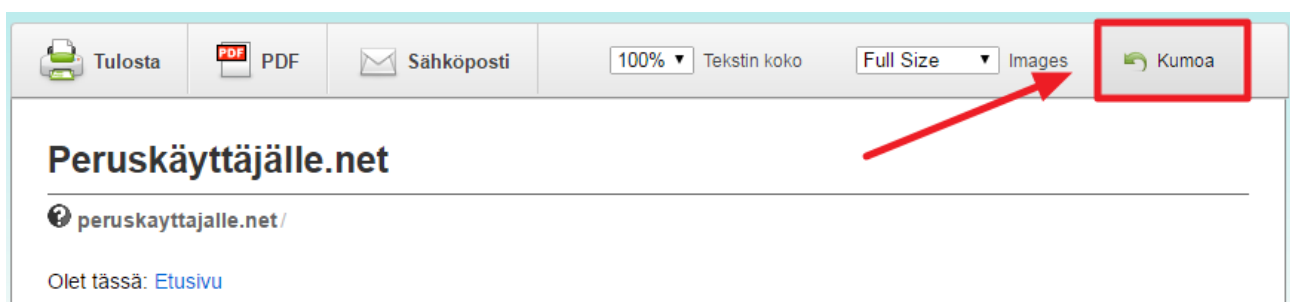 Tulosta PDF PDF Sähköposti 100% Tekstin koko Full Size Images Kumoa
Peruskäyttäjälle.net
peruskayttajalle.net/
Olet tässä: Etusivu